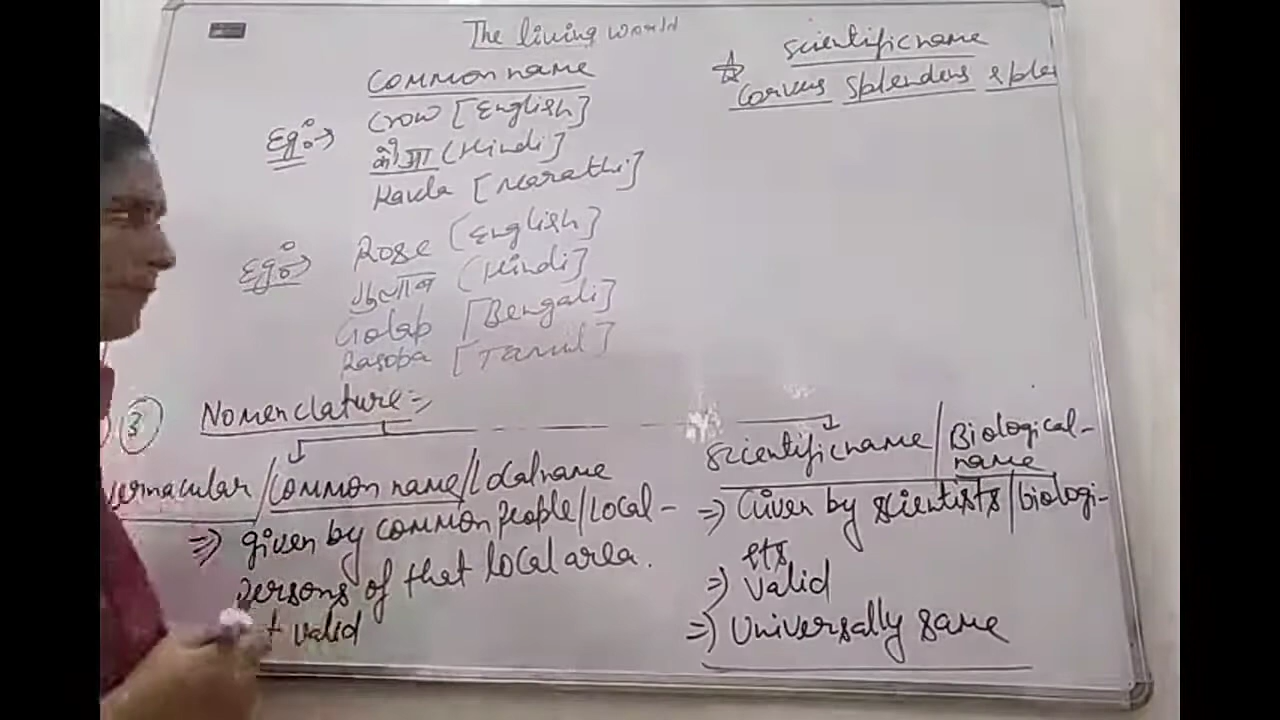 The living world
common name
Eg:→ Crow [English]
कौआ (Hindi]
Kavla [Marathi]
Eg:→ Rose (English)
गुलाब (Hindi]
Golab [Bengali]
Rasoba [Tamil]
☆ scientific name
Corvus splendens splen
③ Nomenclature⇒
vernacular/common name/Local name
⇒ given by common people/local-
persons of that local area.
valid
scientific name/Biological-
name
⇒ Given by scientists/biologi-
sts
⇒ valid
⇒ Universally same